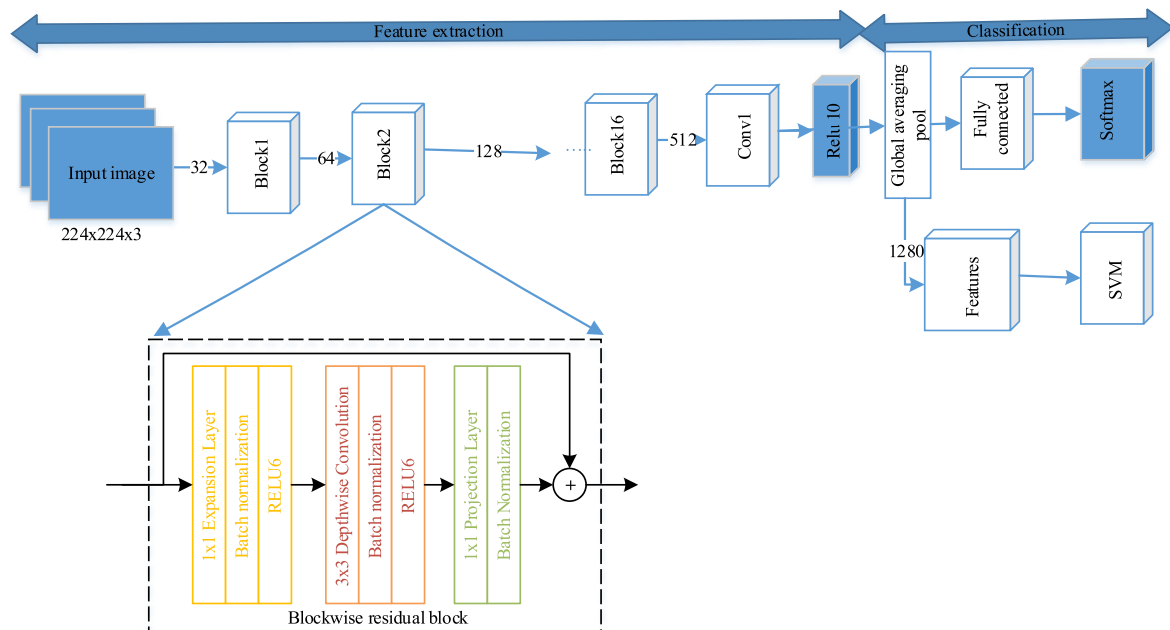 Feature extraction
Classification
Input image
224x224x3
32
Block1
64
Block2
128
......
Block16
512
Conv1
Relu 10
Global averaging
pool
Fully
connected
Softmax
1280
Features
SVM
1x1 Expansion Layer
Batch normalization
RELU6
3x3 Depthwise Convolution
Batch normalization
RELU6
1x1 Projection Layer
Batch Normalization
+
Blockwise residual block